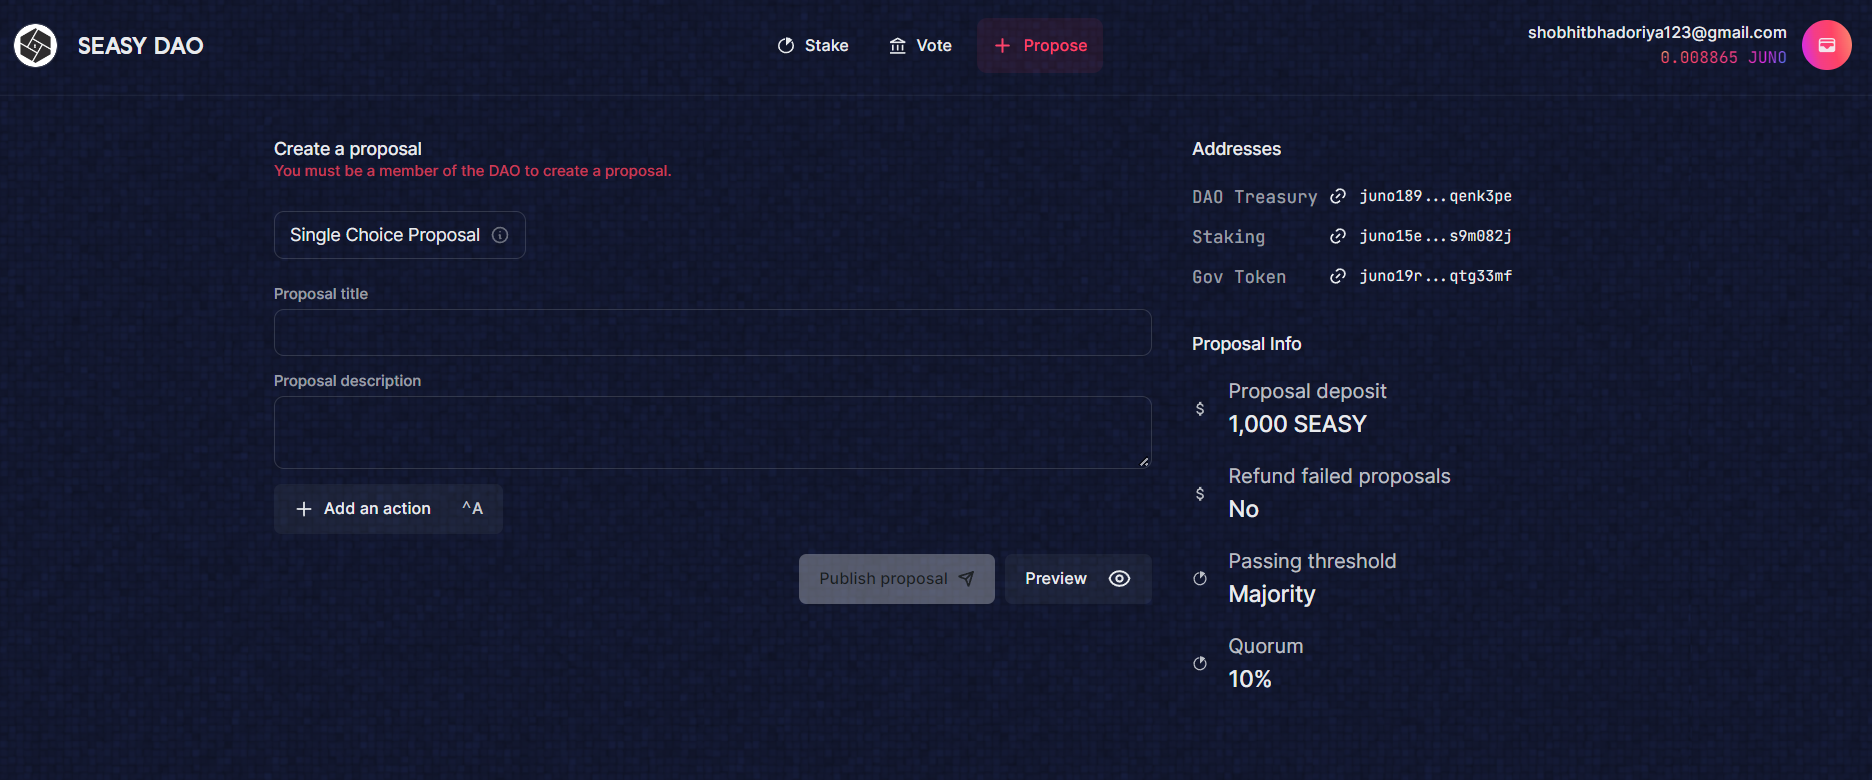 SEASY DAO
Stake
Vote
Propose
shobhitbhadoriya123@gmail.com
0.008865 JUNO
Create a proposal
You must be a member of the DAO to create a proposal.
Single Choice Proposal
Proposal title
Proposal description
Add an action ^A
Publish proposal
Preview
Addresses
DAO Treasury juno189...qenk3pe
Staking juno15e...s9m082j
Gov Token juno19r...qtg33mf
Proposal Info
$ Proposal deposit
1,000 SEASY
$ Refund failed proposals
No
Passing threshold
Majority
Quorum
10%